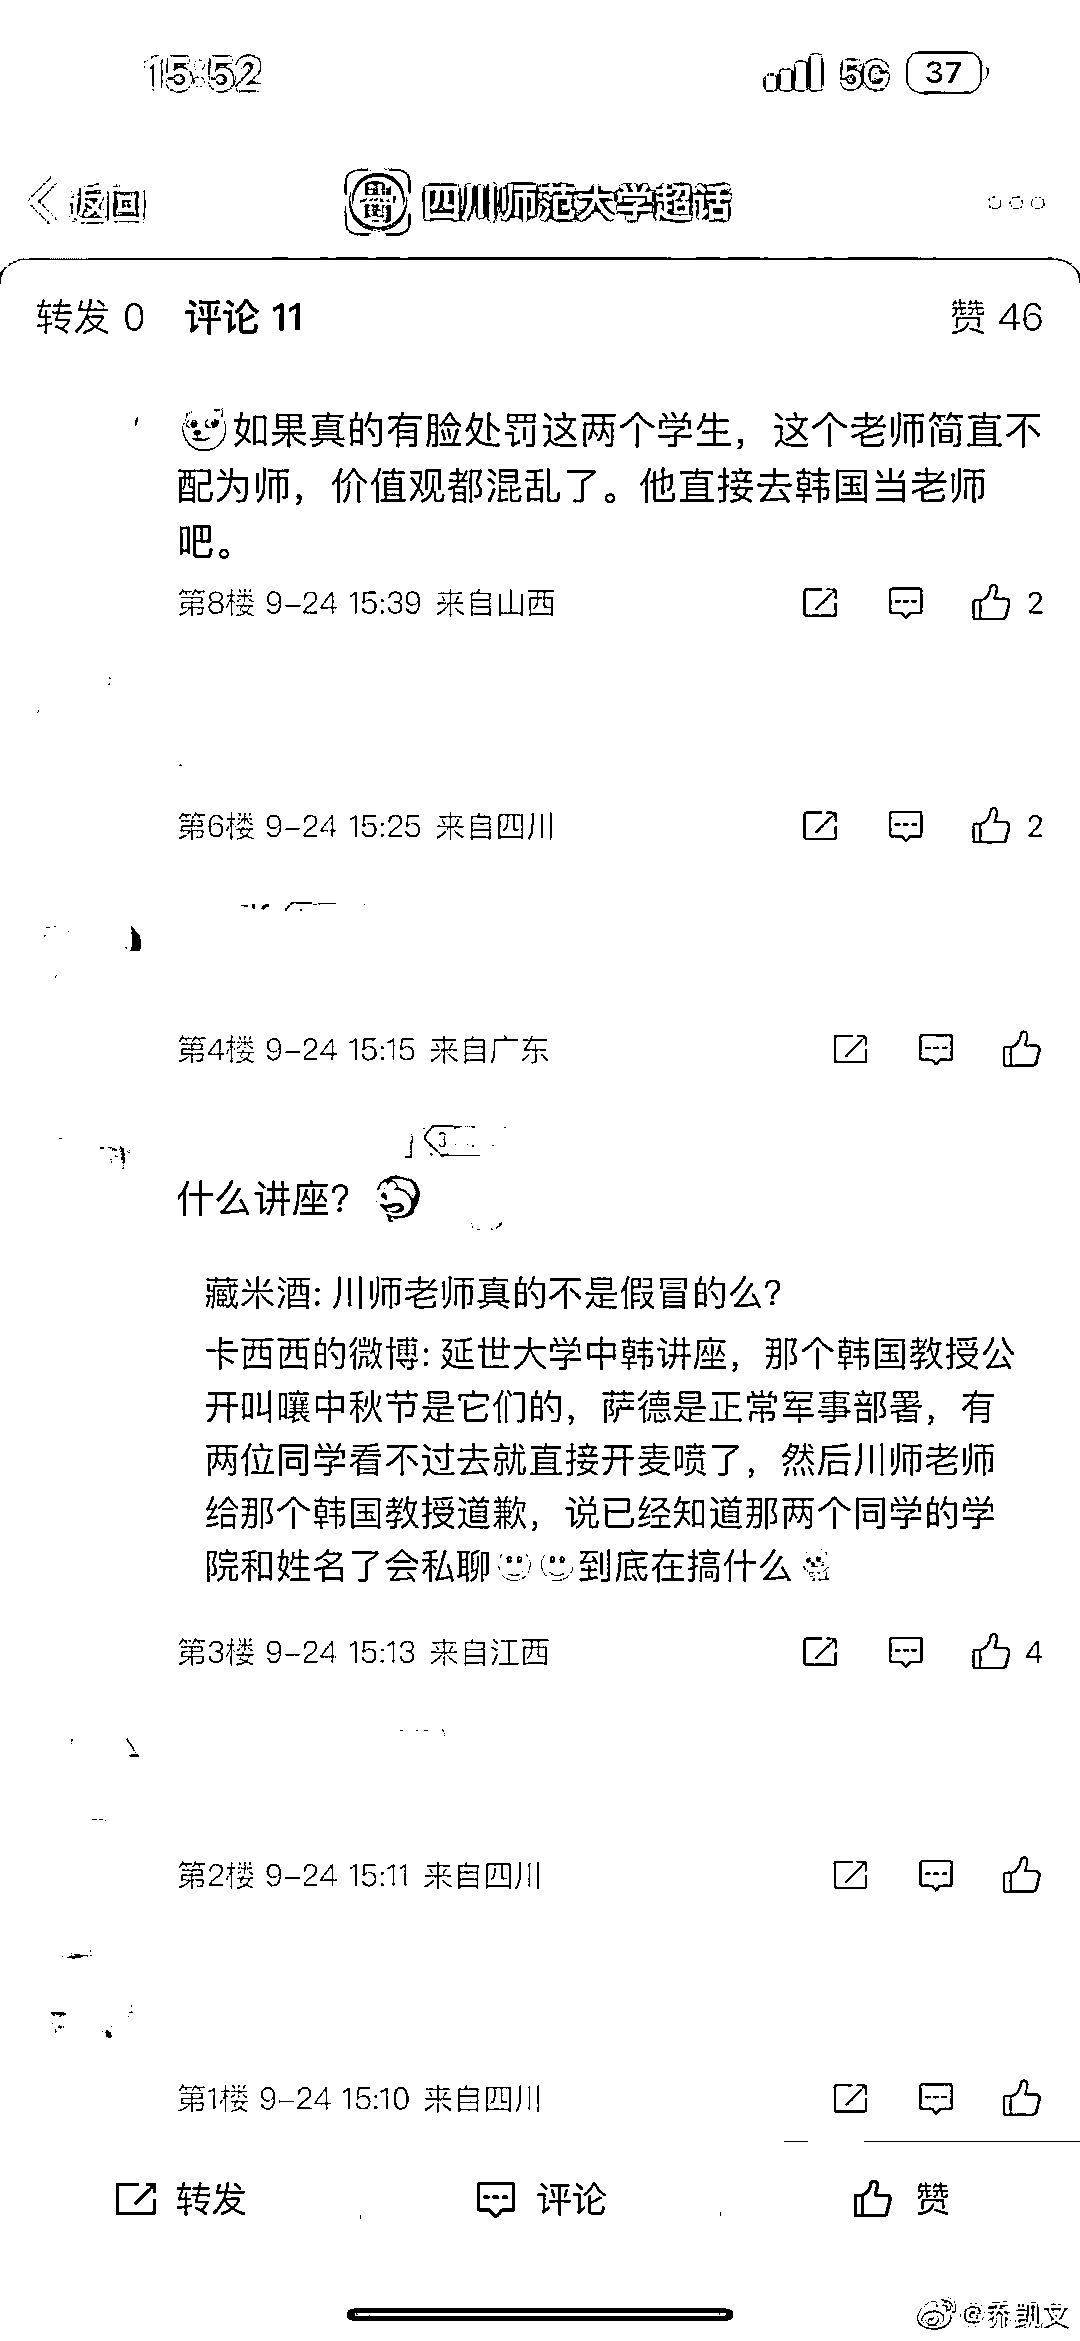 15:52
5G 37
返回
四川师范大学超话
转发 0 评论 11 赞 46
如果真的有脸处罚这两个学生，这个老师简直不
配为师，价值观都混乱了。他直接去韩国当老师
吧。
第8楼 9-24 15:39 来自山西 2
第6楼 9-24 15:25 来自四川 2
第4楼 9-24 15:15 来自广东
什么讲座？
藏米酒: 川师老师真的不是假冒的么？
卡西西的微博: 延世大学中韩讲座，那个韩国教授公
开叫嚷中秋节是它们的，萨德是正常军事部署，有
两位同学看不过去就直接开麦喷了，然后川师老师
给那个韩国教授道歉，说已经知道那两个同学的学
院和姓名了会私聊到底在搞什么
第3楼 9-24 15:13 来自江西 4
第2楼 9-24 15:11 来自四川
第1楼 9-24 15:10 来自四川
转发 评论 赞
@乔凯文